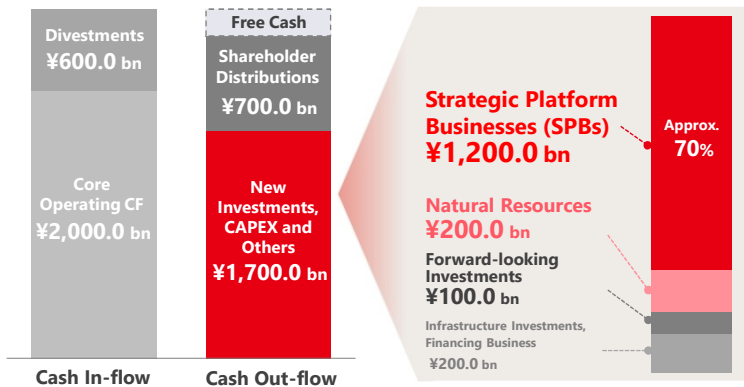 Divestments
¥600.0 bn
Core
Operating CF
¥2,000.0 bn
Cash In-flow
Free Cash
Shareholder
Distributions
¥700.0 bn
New
Investments,
CAPEX and
Others
¥1,700.0 bn
Cash Out-flow
Strategic Platform
Businesses (SPBs)
¥1,200.0 bn
Approx.
70%
Natural Resources
¥200.0 bn
Forward-looking
Investments
¥100.0 bn
Infrastructure Investments,
Financing Business
¥200.0 bn